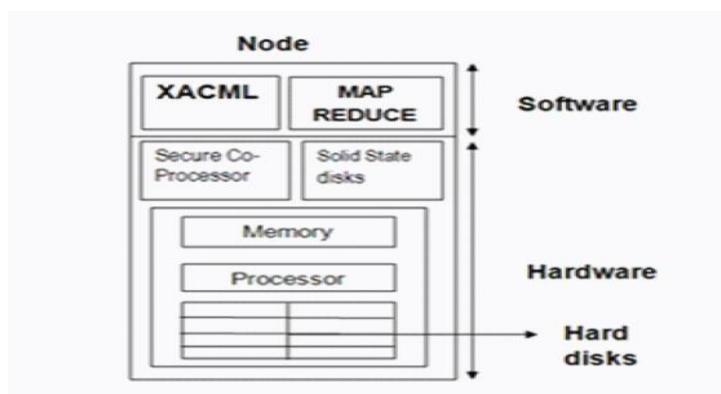 Node
XACML
MAP
REDUCE
Software
Secure Co-
Processor
Solid State
disks
Memory
Processor
Hardware
Hard
disks